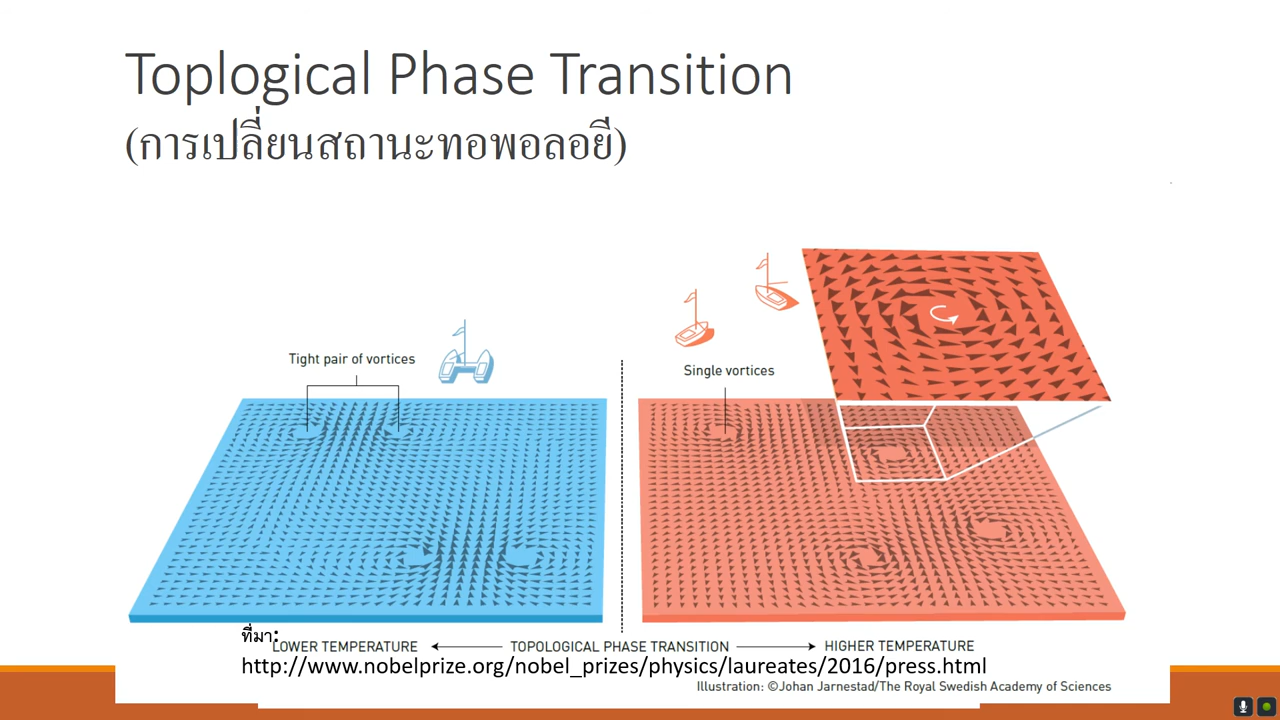 Toplogical Phase Transition
(การเปลี่ยนสถานะทอพอลอยี)
Tight pair of vortices
Single vortices
ที่มา:
LOWER TEMPERATURE
TOPOLOGICAL PHASE TRANSITION
HIGHER TEMPERATURE
http://www.nobelprize.org/nobel_prizes/physics/laureates/2016/press.html
Illustration: ©Johan Jarnestad/The Royal Swedish Academy of Sciences